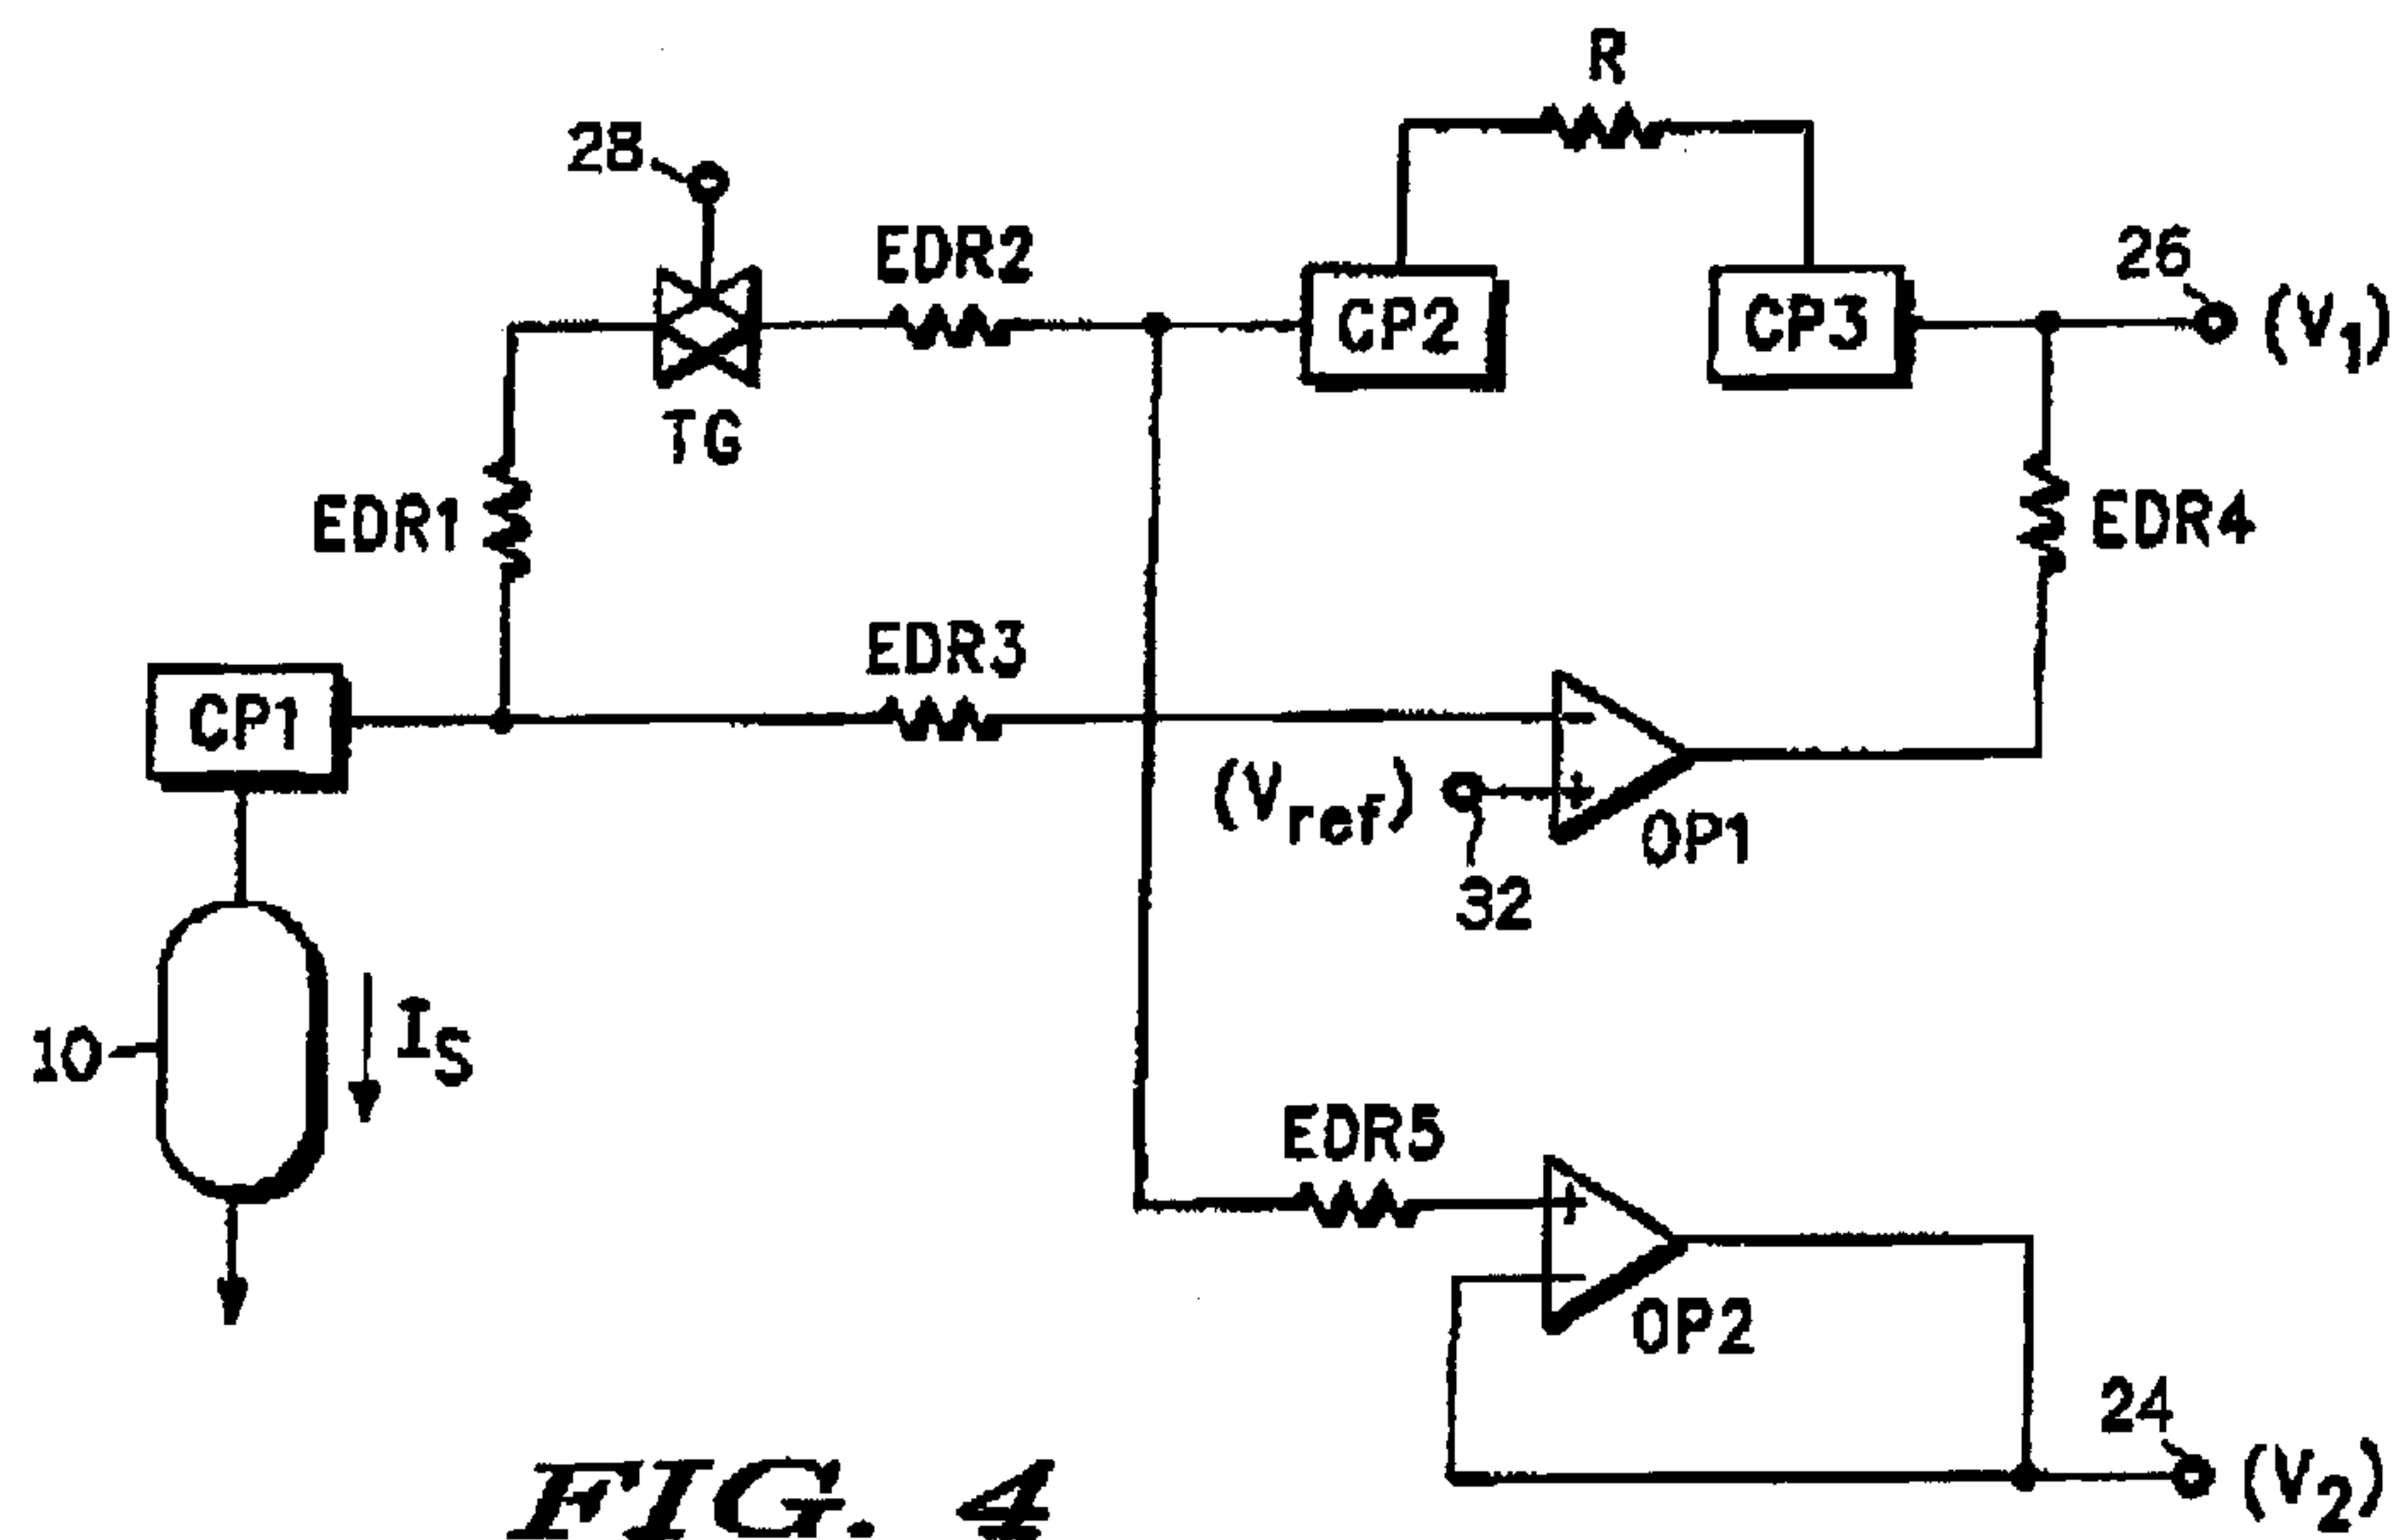 R
28
EDR2
26
CP2
CP3
(V1)
TG
EDR1
EDR4
EDR3
CP1
(Vref)
OP1
32
10
IS
EDR5
OP2
24
(V2)
FIG. 4